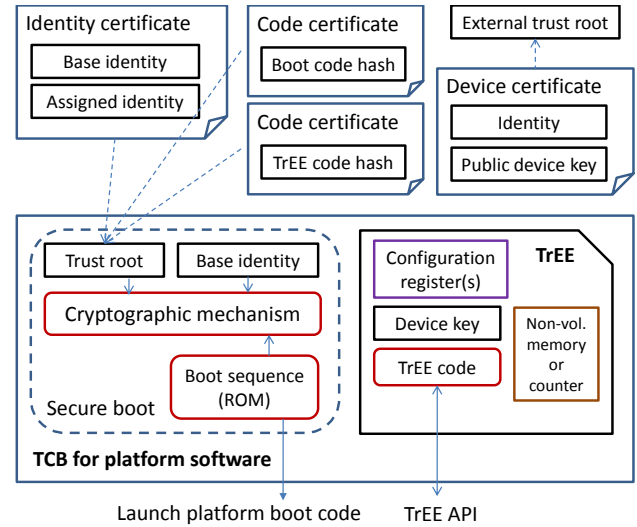 Identity certificate
Base identity
Assigned identity
Code certificate
Boot code hash
Code certificate
TrEE code hash
External trust root
Device certificate
Identity
Public device key
Trust root
Base identity
Cryptographic mechanism
Boot sequence
(ROM)
Secure boot
TCB for platform software
TrEE
Configuration
register(s)
Device key
TrEE code
Non-vol.
memory
or
counter
Launch platform boot code
TrEE API